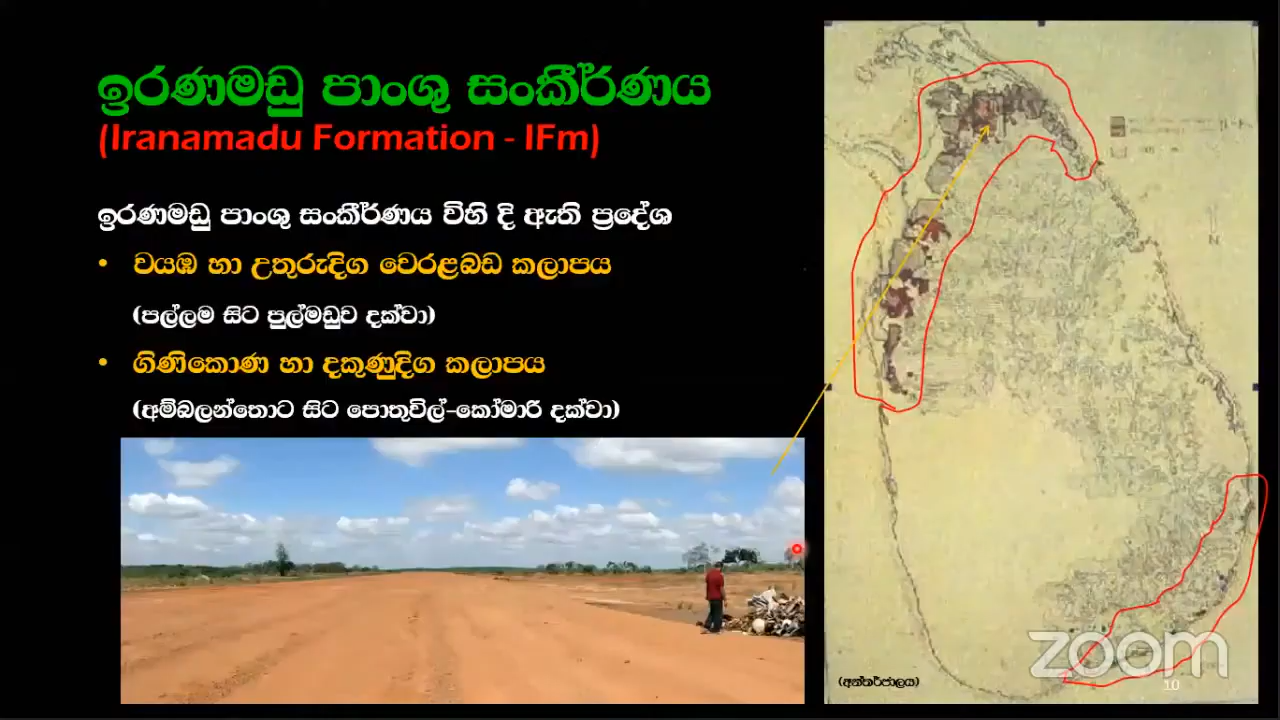 ඉරණමඩු පාංශු සංකීර්ණය
(Iranamadu Formation - IFm)
ඉරණමඩු පාංශු සංකීර්ණය විහි දි ඇති ප්‍රදේශ
• වයඹ හා උතුරුදිග වෙරළබඩ කලාපය
(පල්ලම සිට පුල්මඩුව දක්වා)
• ගිණිකොණ හා දකුණුදිග කලාපය
(අම්බලන්තොට සිට පොතුවිල්-කෝමාරි දක්වා)
N
zoom
(අන්තර්ජාලය)
10